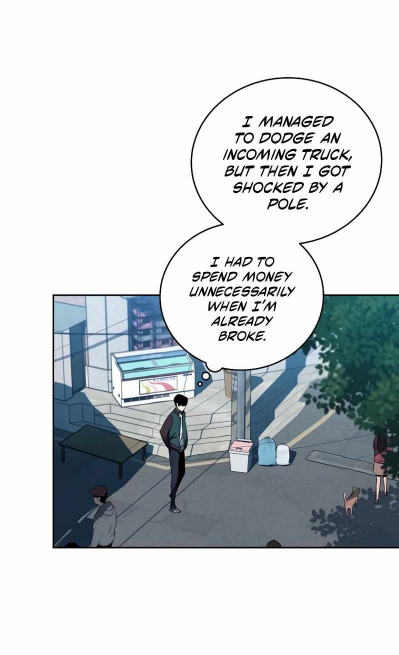 I MANAGED
TO DODGE AN
INCOMING TRUCK,
BUT THEN I GOT
SHOCKED BY A
POLE.
I HAD TO
SPEND MONEY
UNNECESSARILY
WHEN I'M
ALREADY
BROKE.